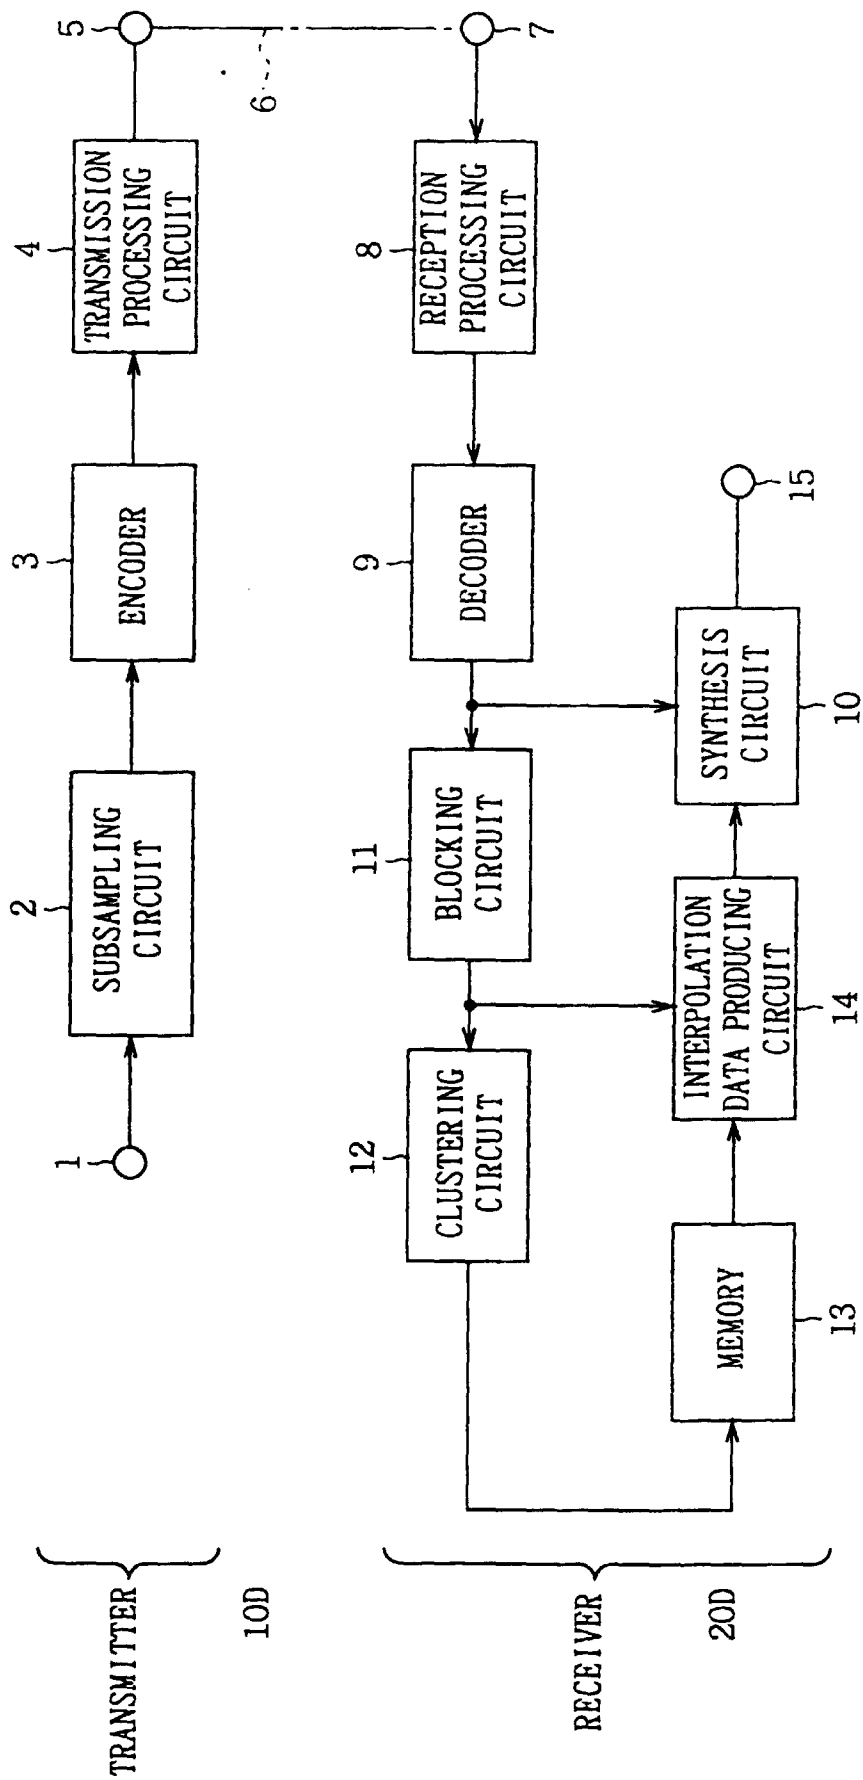 TRANSMITTER
10D
1
2
SUBSAMPLING
CIRCUIT
3
ENCODER
4
TRANSMISSION
PROCESSING
CIRCUIT
5
6
7
RECEIVER
20D
8
RECEPTION
PROCESSING
CIRCUIT
9
DECODER
11
BLOCKING
CIRCUIT
12
CLUSTERING
CIRCUIT
MEMORY
13
INTERPOLATION
DATA PRODUCING
CIRCUIT
14
SYNTHESIS
CIRCUIT
10
15